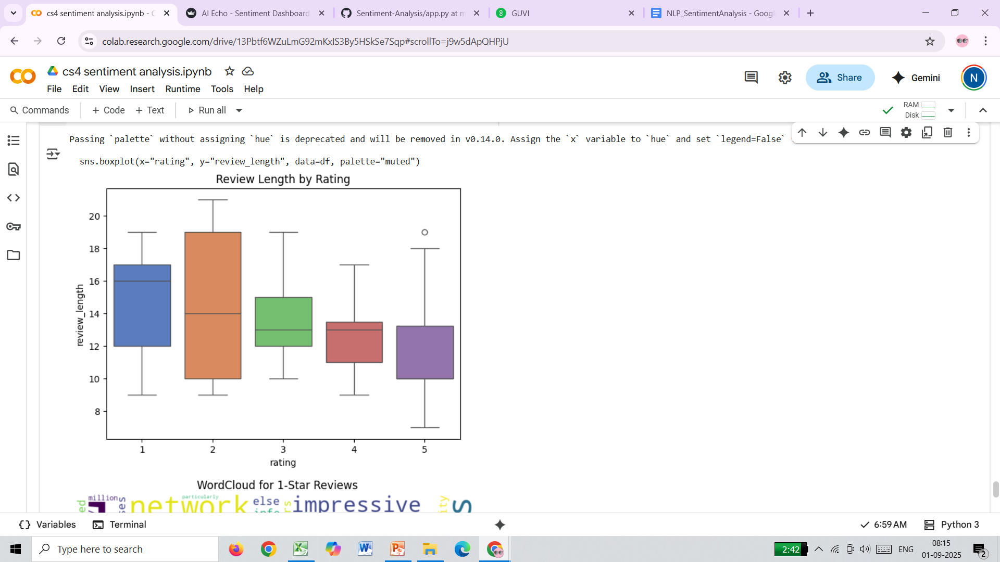 cs4 sentiment analysis.ipynb - C
AI Echo - Sentiment Dashboard
Sentiment-Analysis/app.py at m
GUVI
NLP_SentimentAnalysis - Googl
colab.research.google.com/drive/13Pbtf6WZuLmG92mKxIS3By5HSkSe7Sqp#scrollTo=j9w5dApQHPjU
cs4 sentiment analysis.ipynb
File Edit View Insert Runtime Tools Help
Share
Gemini
N
Commands
+ Code + Text
Run all
RAM
Disk
Passing `palette` without assigning `hue` is deprecated and will be removed in v0.14.0. Assign the `x` variable to `hue` and set `legend=False`
sns.boxplot(x="rating", y="review_length", data=df, palette="muted")
Review Length by Rating
review_length
20
18
16
14
12
10
8
1 2 3 4 5
rating
WordCloud for 1-Star Reviews
million
particularly
network
else
impressive
Variables
Terminal
6:59 AM
Python 3
Type here to search
2:42
ENG
08:15
01-09-2025
2